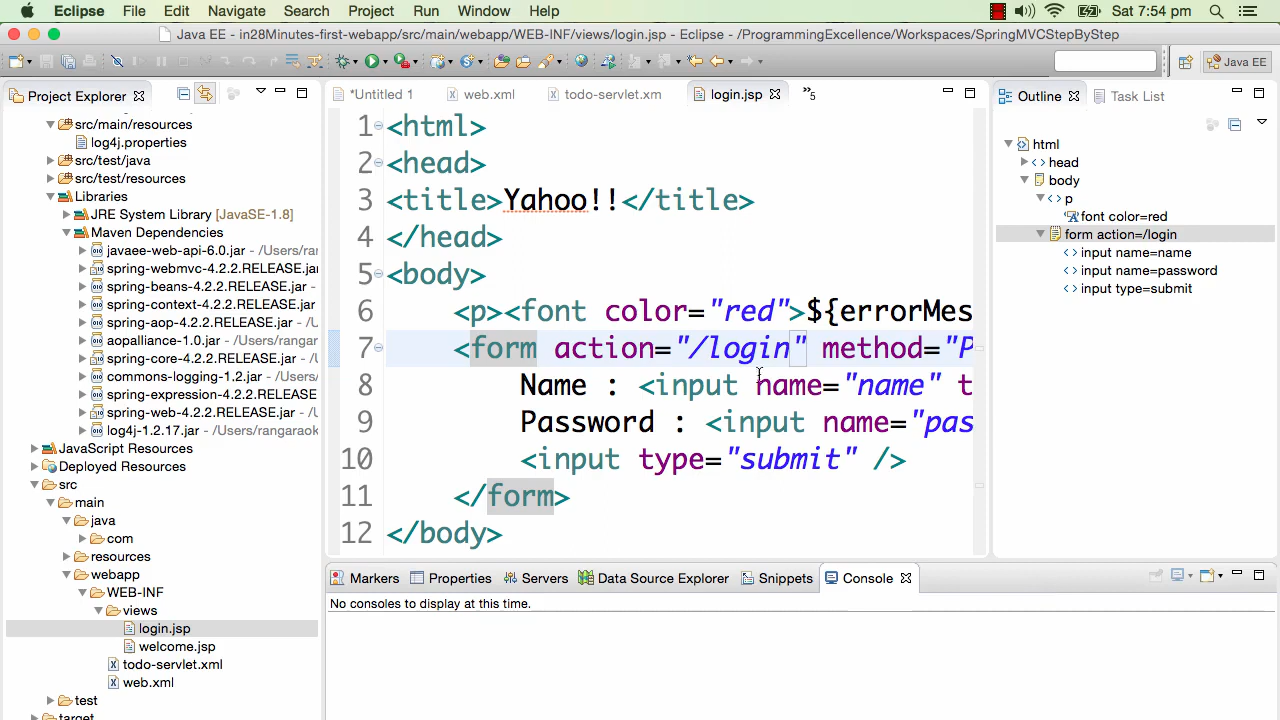 Eclipse File Edit Navigate Search Project Run Window Help Sat 7:54 pm
Java EE - in28Minutes-first-webapp/src/main/webapp/WEB-INF/views/login.jsp - Eclipse - /ProgrammingExcellence/Workspaces/SpringMVCStepByStep
Java EE
Project Explorer
src/main/resources
log4j.properties
src/test/java
src/test/resources
Libraries
JRE System Library [JavaSE-1.8]
Maven Dependencies
javaee-web-api-6.0.jar - /Users/rang
spring-webmvc-4.2.2.RELEASE.jar
spring-beans-4.2.2.RELEASE.jar -
spring-context-4.2.2.RELEASE.jar
spring-aop-4.2.2.RELEASE.jar - /U
aopalliance-1.0.jar - /Users/rangar
spring-core-4.2.2.RELEASE.jar - /U
commons-logging-1.2.jar - /Users/
spring-expression-4.2.2.RELEASE
spring-web-4.2.2.RELEASE.jar - /U
log4j-1.2.17.jar - /Users/rangaraok
JavaScript Resources
Deployed Resources
src
main
java
com
resources
webapp
WEB-INF
views
login.jsp
welcome.jsp
todo-servlet.xml
web.xml
test
target
*Untitled 1 web.xml todo-servlet.xm login.jsp »5
1 <html>
2 <head>
3 <title>Yahoo!!</title>
4 </head>
5 <body>
6 <p><font color="red">${errorMes
7 <form action="/login" method="P
8 Name : <input name="name" t
9 Password : <input name="pas
10 <input type="submit" />
11 </form>
12 </body>
Outline Task List
html
head
body
p
font color=red
form action=/login
input name=name
input name=password
input type=submit
Markers Properties Servers Data Source Explorer Snippets Console
No consoles to display at this time.